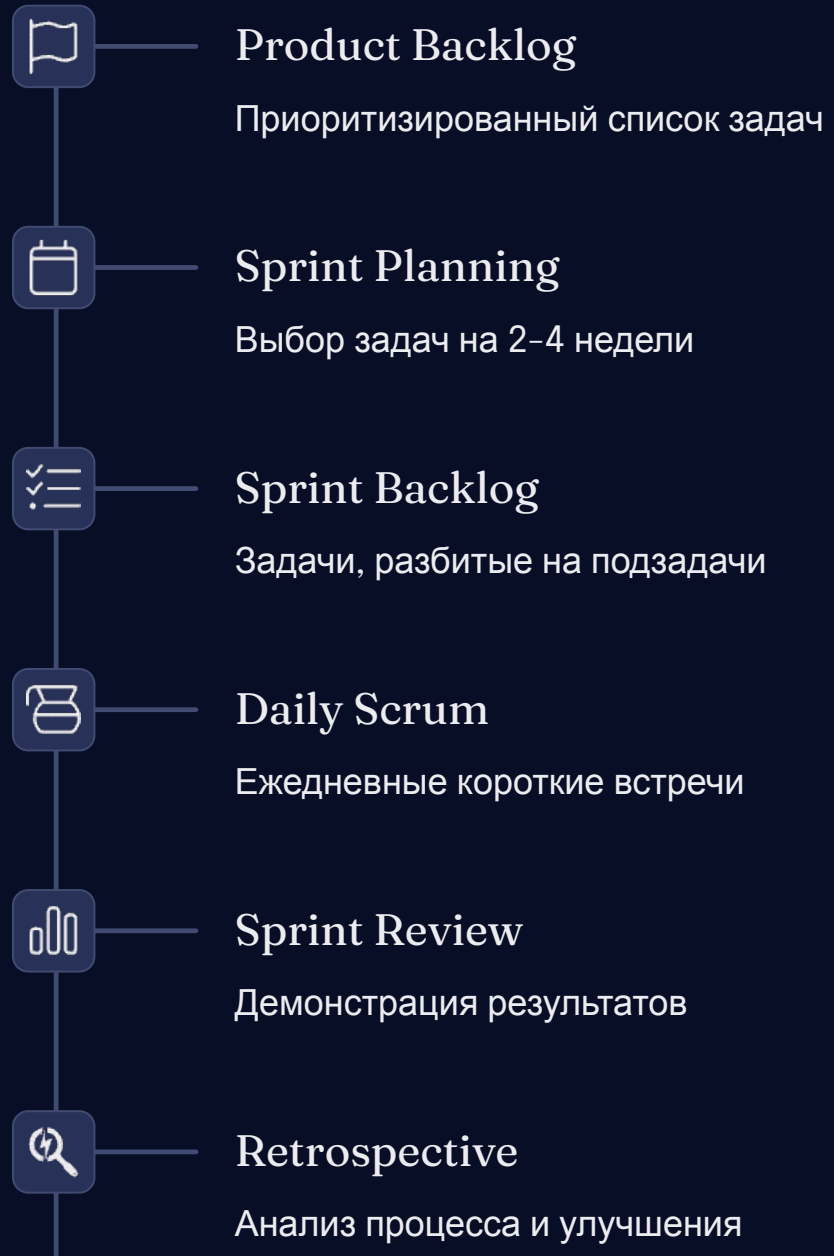 Product Backlog
Приоритизированный список задач
Sprint Planning
Выбор задач на 2-4 недели
Sprint Backlog
Задачи, разбитые на подзадачи
Daily Scrum
Ежедневные короткие встречи
Sprint Review
Демонстрация результатов
Retrospective
Анализ процесса и улучшения